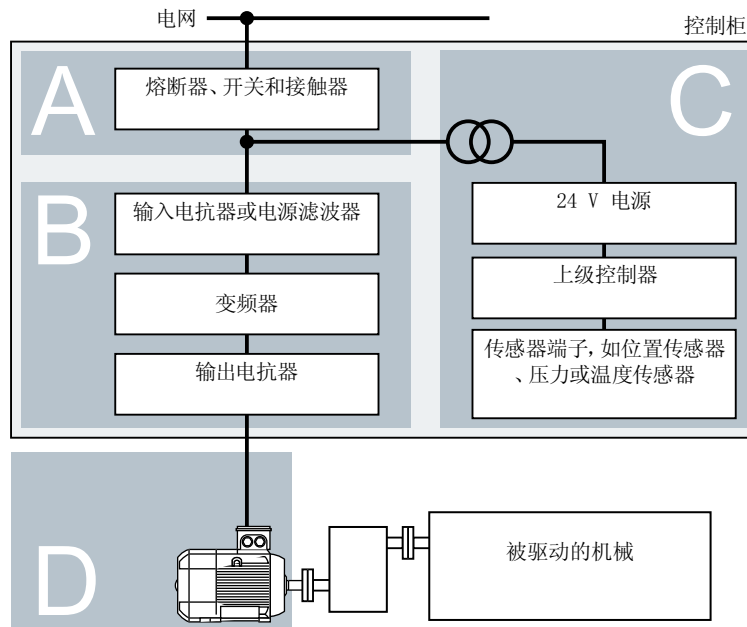 电网
控制柜
A
熔断器、开关和接触器
C
B
输入电抗器或电源滤波器
变频器
输出电抗器
24 V 电源
上级控制器
传感器端子,如位置传感器
、压力或温度传感器
D
被驱动的机械